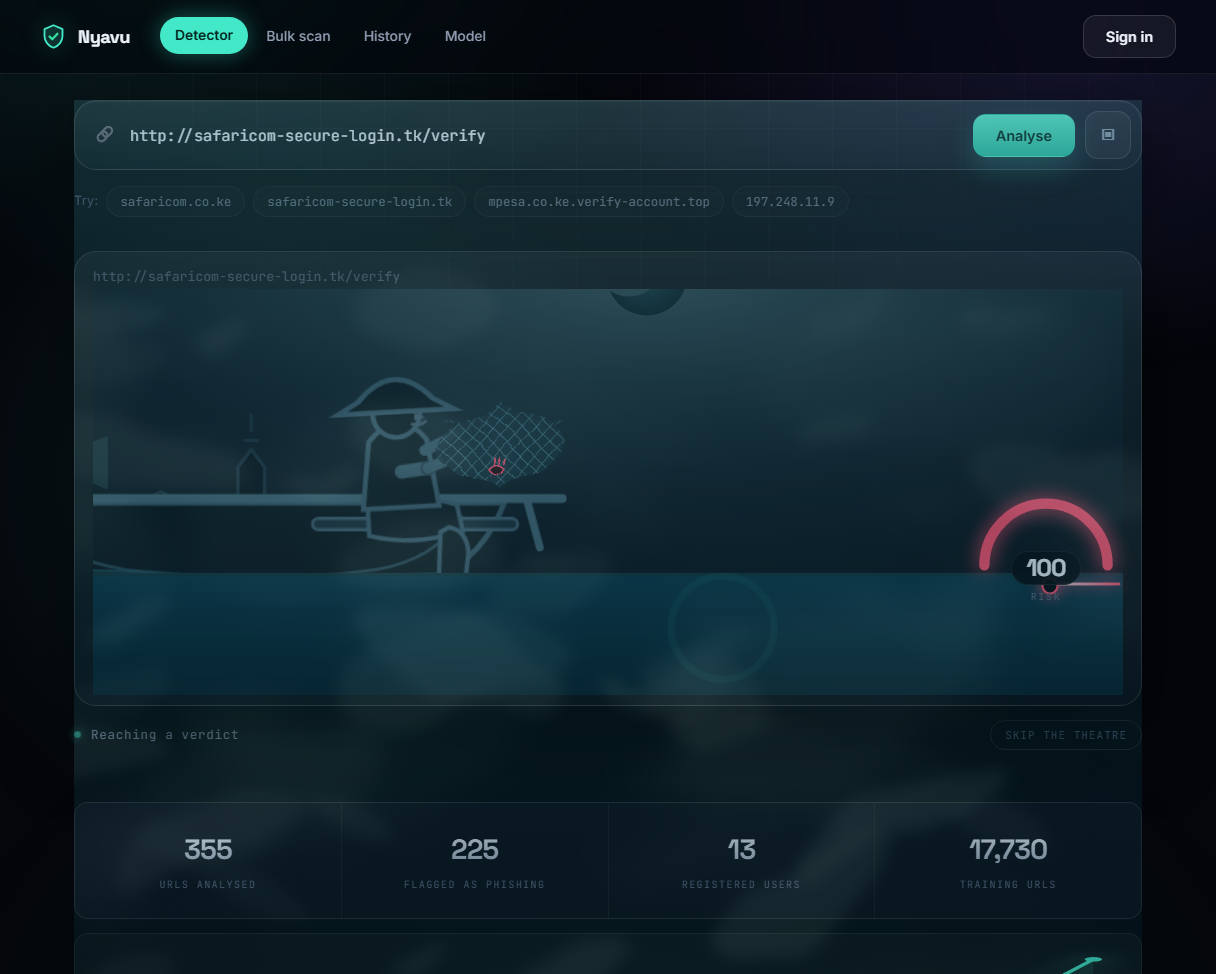 Nyavu
Detector
Bulk scan
History
Model
Sign in
http://safaricom-secure-login.tk/verify
Analyse
Try:
safaricom.co.ke
safaricom-secure-login.tk
mpesa.co.ke.verify-account.top
197.248.11.9
http://safaricom-secure-login.tk/verify
100
RISK
Reaching a verdict
SKIP THE THEATRE
355
225
13
17,730
URLS ANALYSED
FLAGGED AS PHISHING
REGISTERED USERS
TRAINING URLS